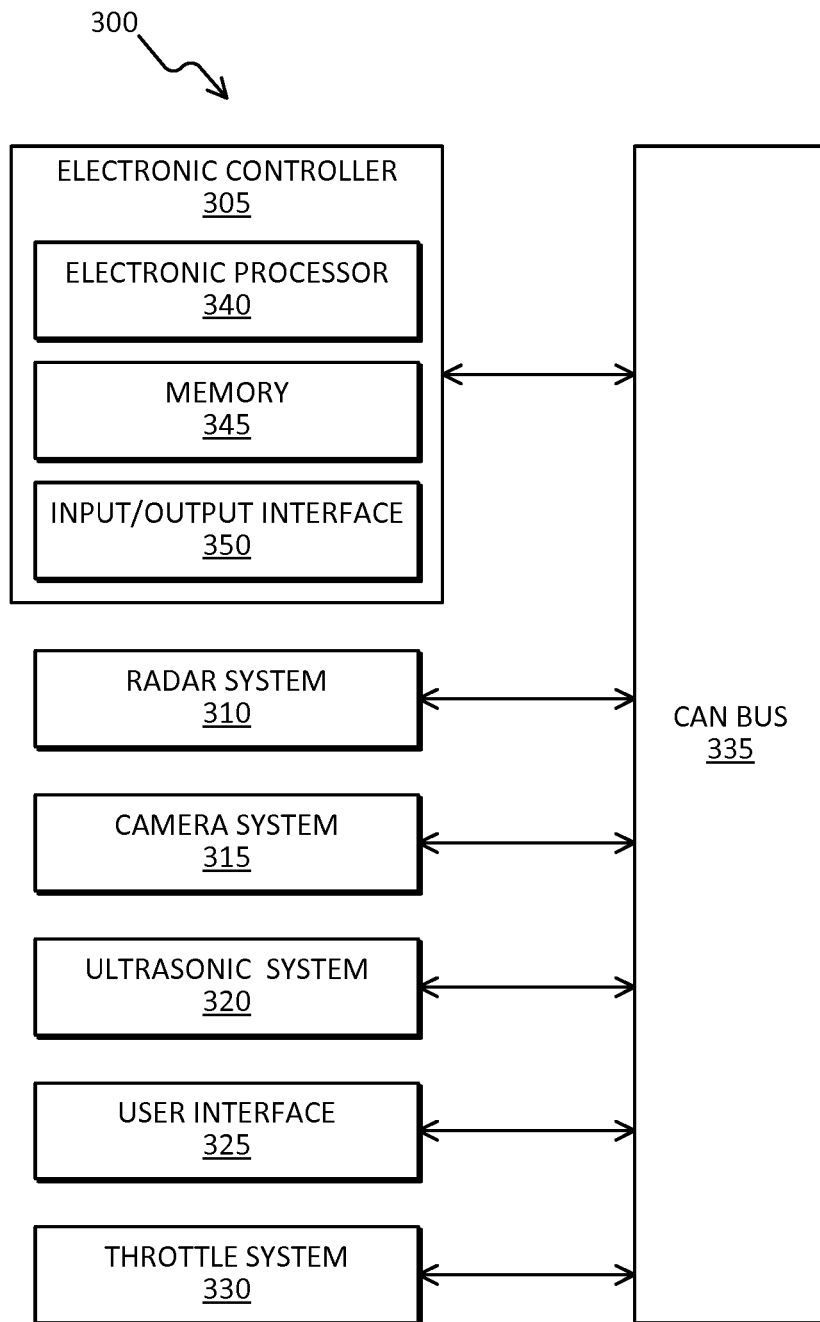 300
ELECTRONIC CONTROLLER
305
ELECTRONIC PROCESSOR
340
MEMORY
345
INPUT/OUTPUT INTERFACE
350
RADAR SYSTEM
310
CAMERA SYSTEM
315
ULTRASONIC SYSTEM
320
USER INTERFACE
325
THROTTLE SYSTEM
330
CAN BUS
335